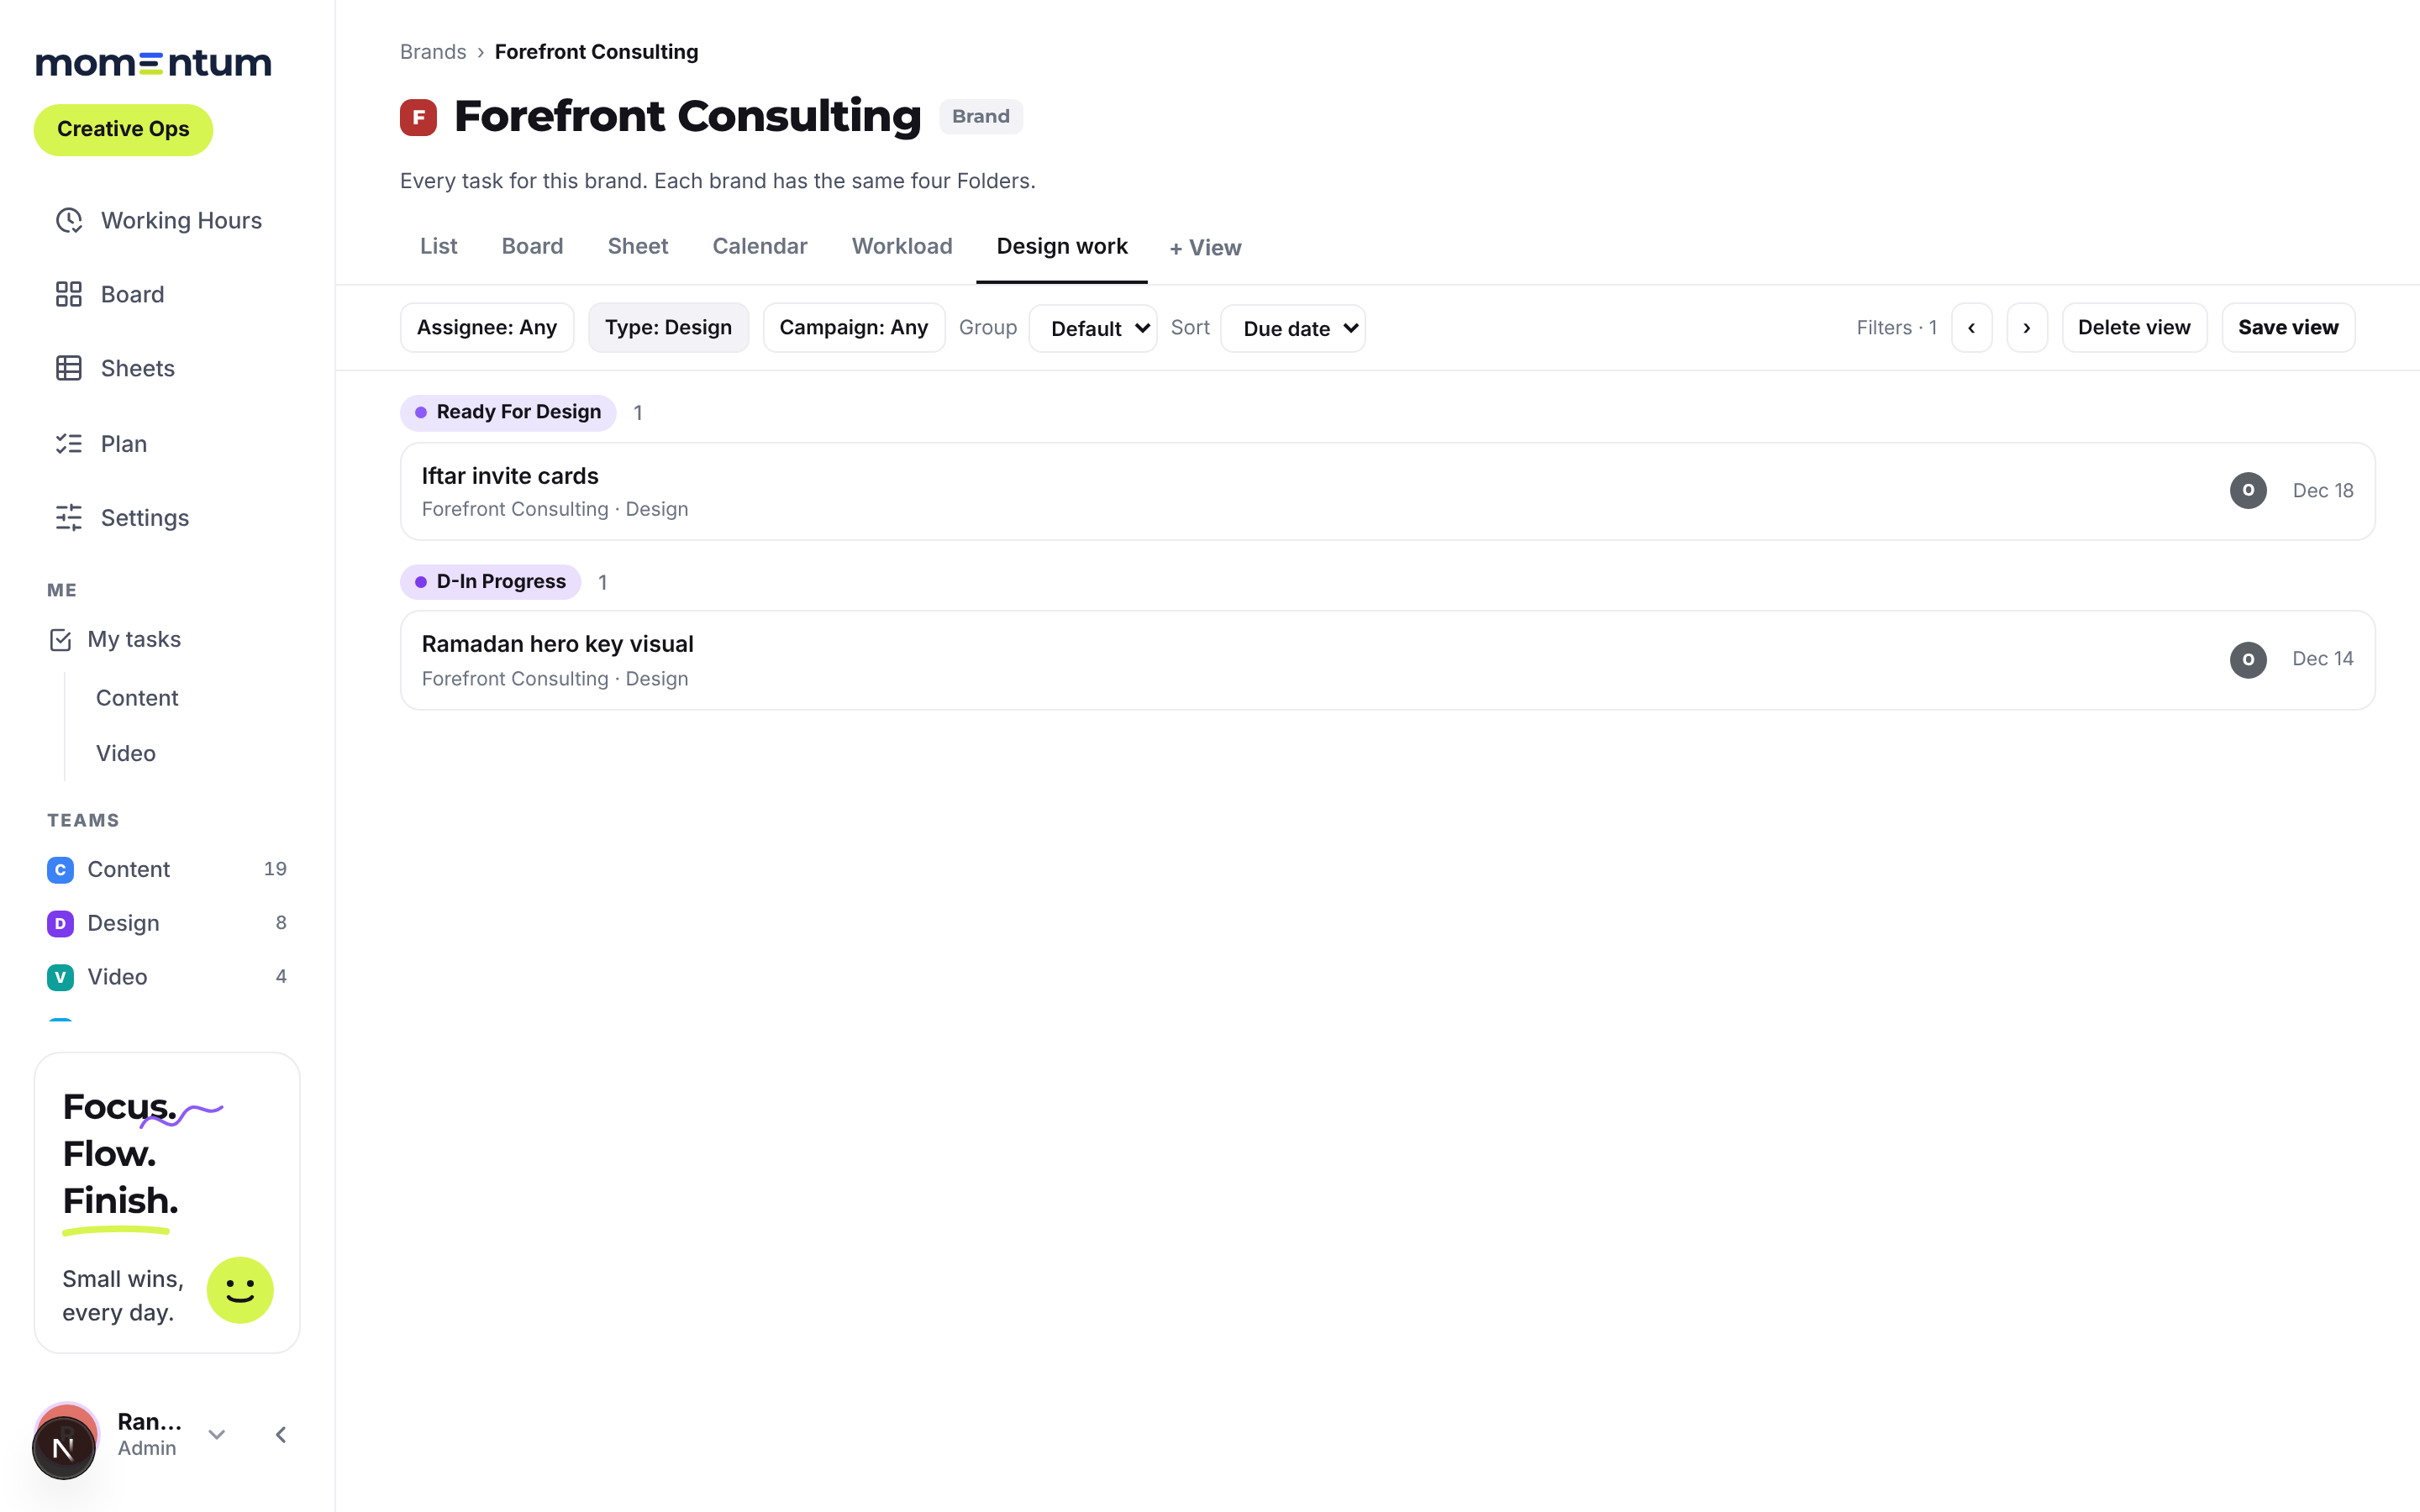 momentum
Creative Ops
Working Hours
Board
Sheets
Plan
Settings
ME
My tasks
Content
Video
TEAMS
C Content 19
D Design 8
V Video 4
Focus.
Flow.
Finish.
Small wins,
every day.
N
Ran...
Admin
Brands › Forefront Consulting
F Forefront Consulting Brand
Every task for this brand. Each brand has the same four Folders.
List Board Sheet Calendar Workload Design work + View
Assignee: Any Type: Design Campaign: Any Group Default Sort Due date Filters · 1 ‹ › Delete view Save view
Ready For Design 1
Iftar invite cards
Forefront Consulting · Design
O Dec 18
D-In Progress 1
Ramadan hero key visual
Forefront Consulting · Design
O Dec 14